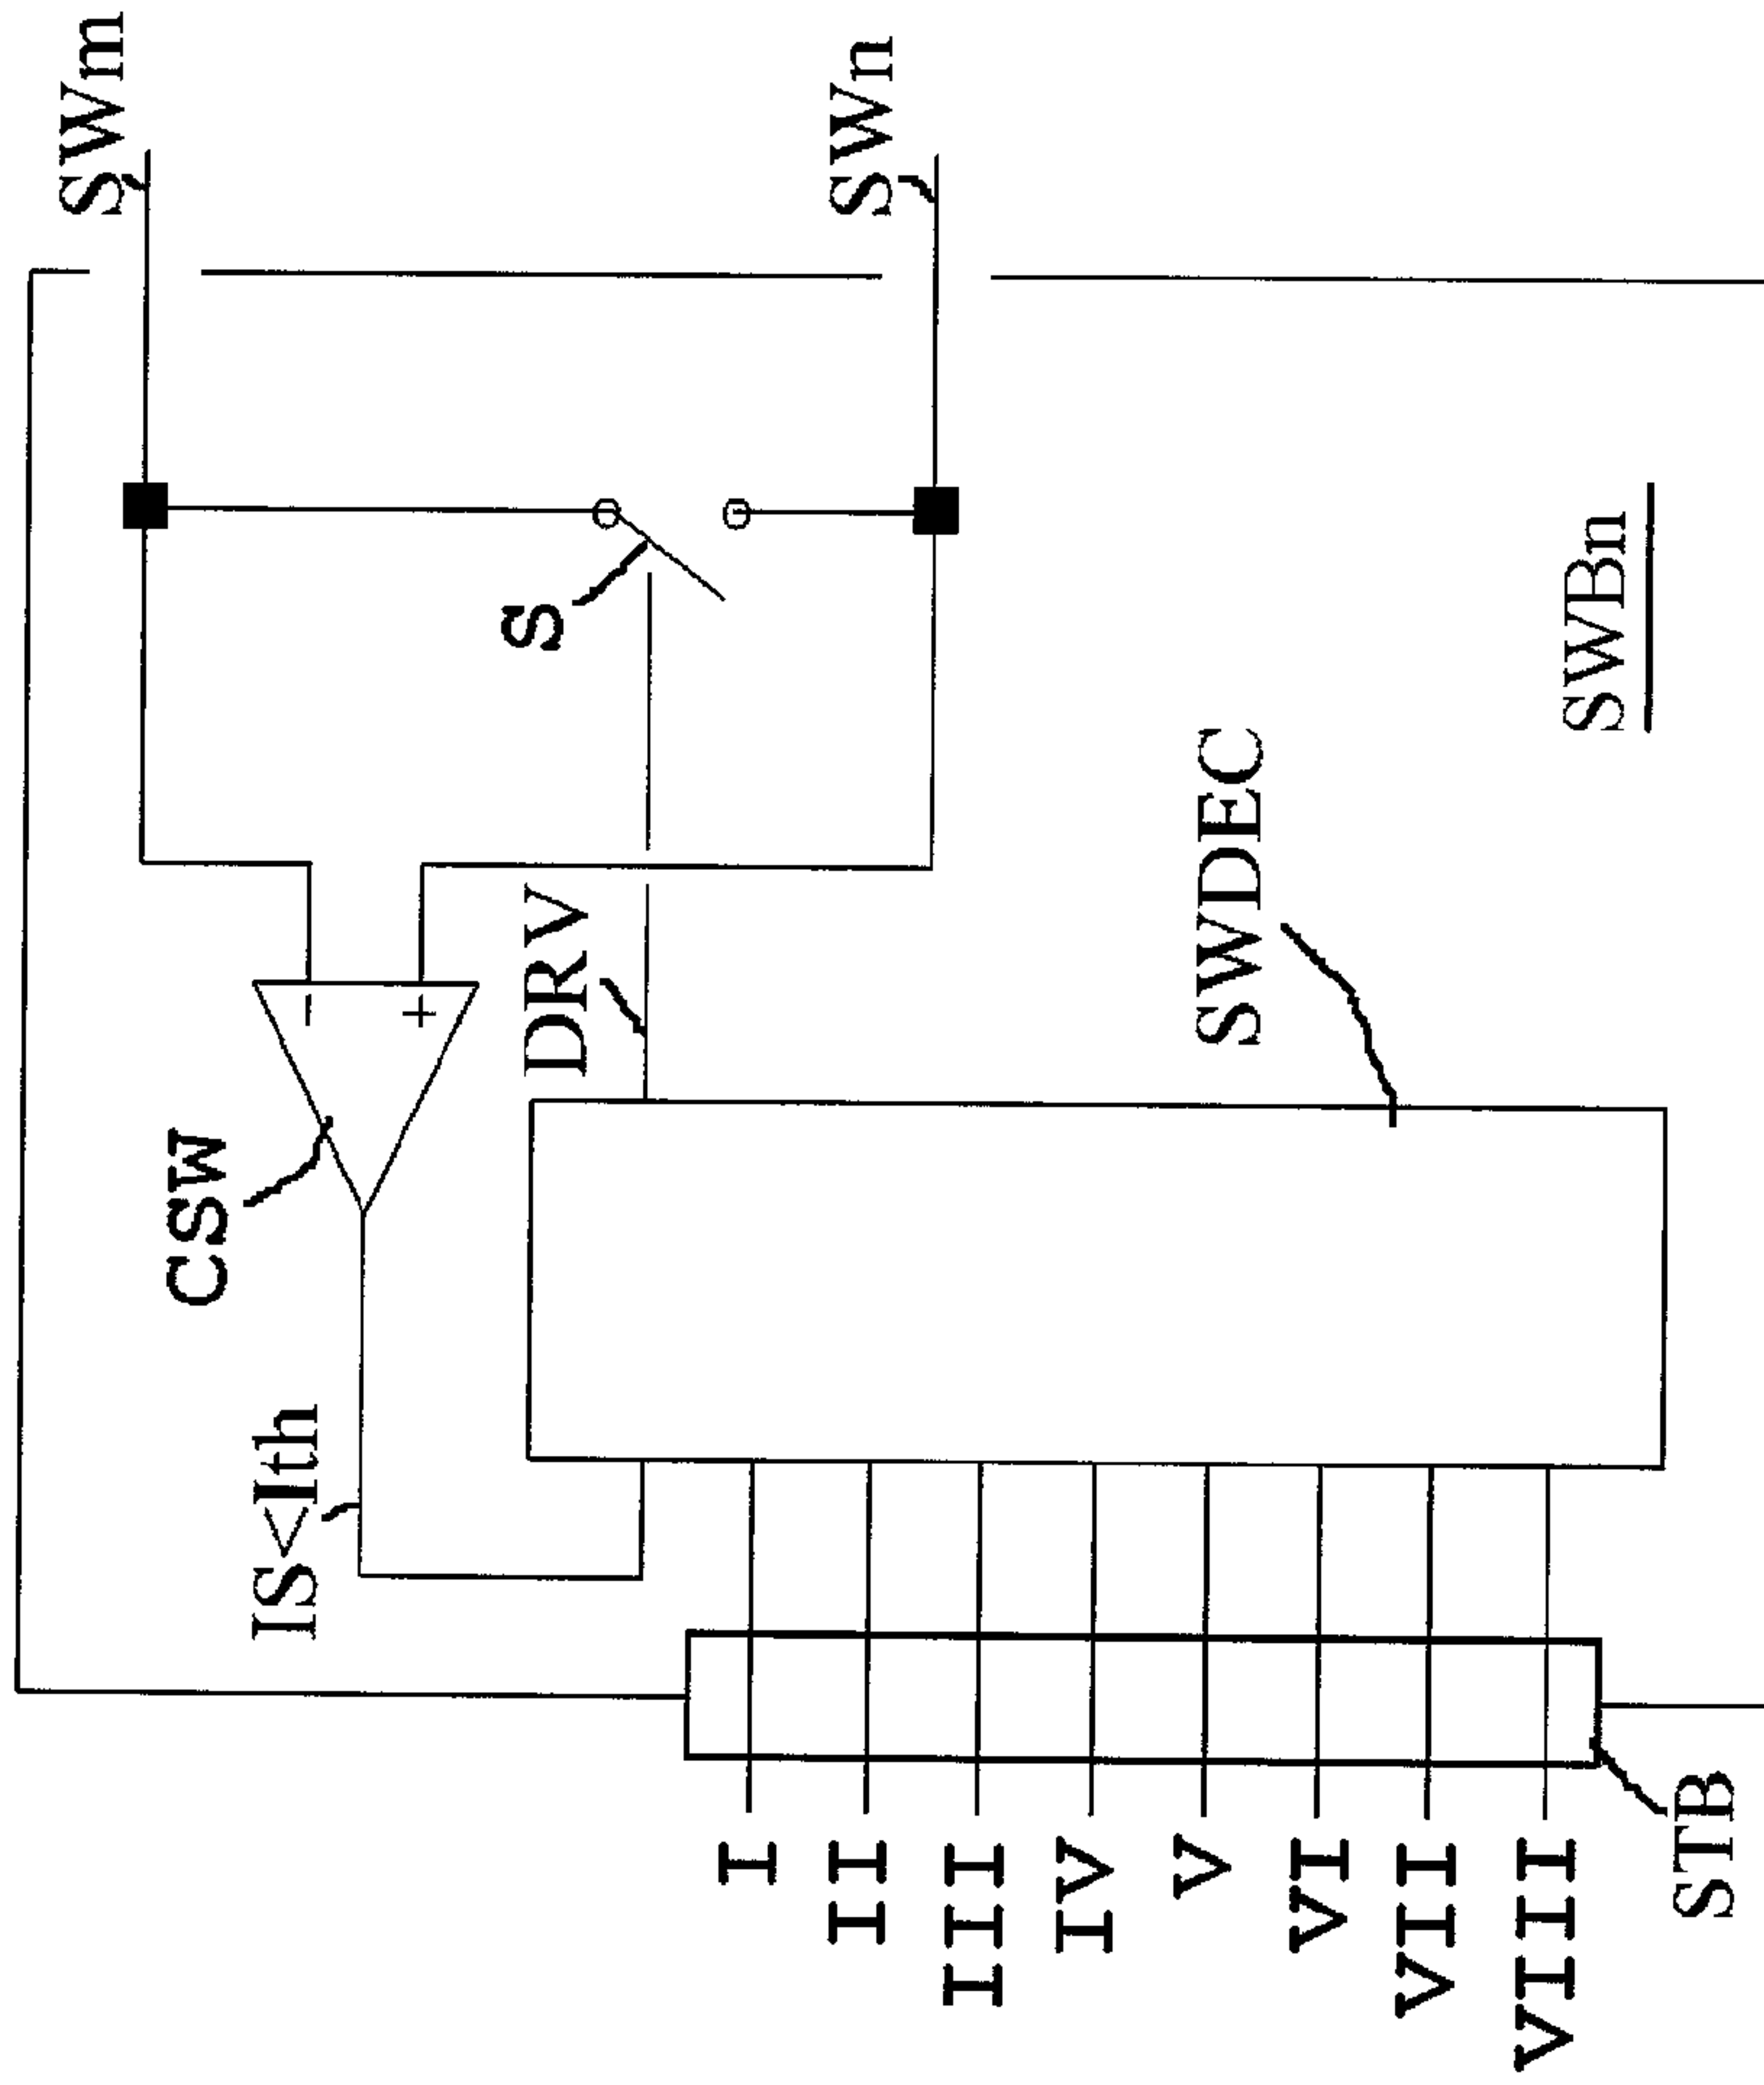 SWm
SWn
S
DRV
CSW
IS<Ith
SWDEC
SWBn
-
+
I
II
III
IV
V
VI
VII
VIII
STB